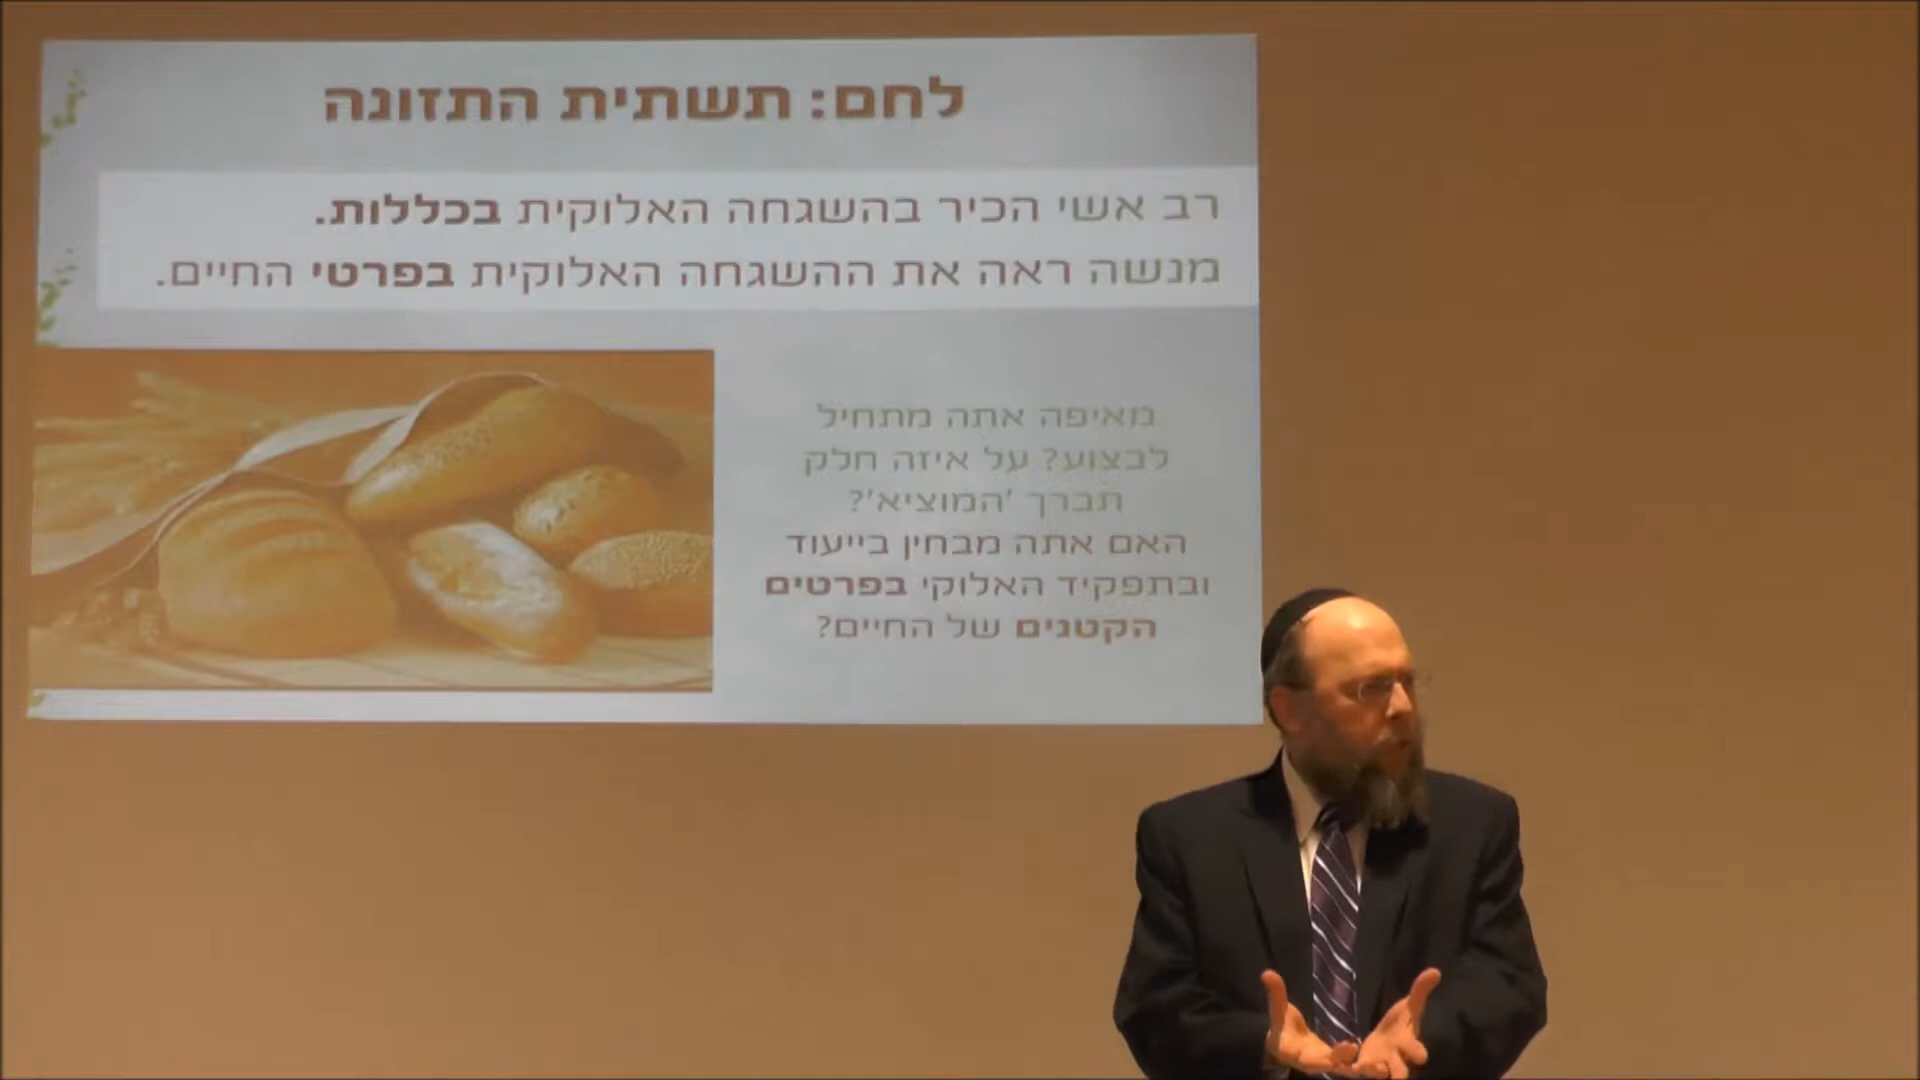 לחם: תשתית התזונה
רב אשי הכיר בהשגחה האלוקית בכללות.
מנשה ראה את ההשגחה האלוקית בפרטי החיים.
מאיפה אתה מתחיל
לבצוע? על איזה חלק
תברך 'המוציא'?
האם אתה מבחין בייעוד
ובתפקיד האלוקי בפרטים
הקטנים של החיים?